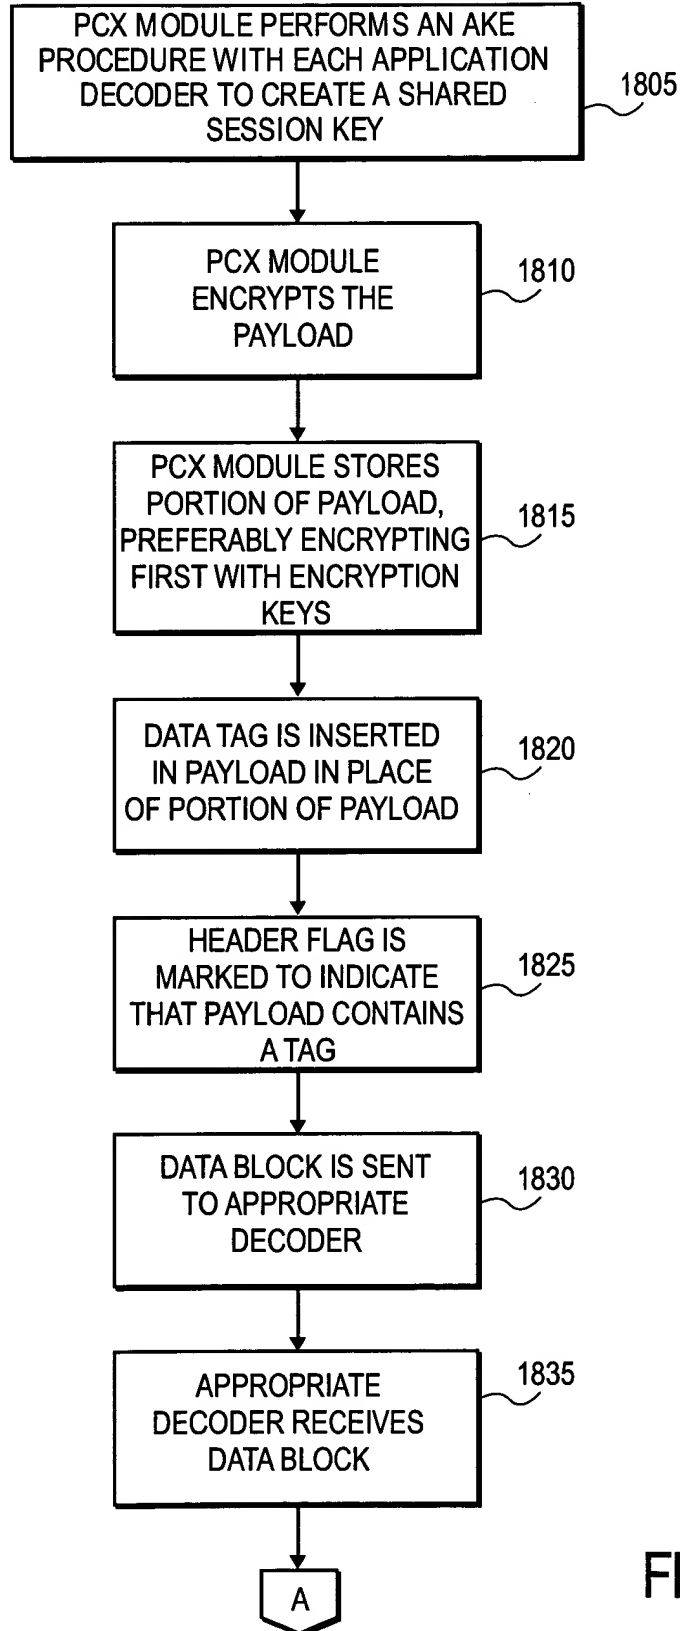 PCX MODULE PERFORMS AN AKE
PROCEDURE WITH EACH APPLICATION
DECODER TO CREATE A SHARED
SESSION KEY
1805
PCX MODULE
ENCRYPTS THE
PAYLOAD
1810
PCX MODULE STORES
PORTION OF PAYLOAD,
PREFERABLY ENCRYPTING
FIRST WITH ENCRYPTION
KEYS
1815
DATA TAG IS INSERTED
IN PAYLOAD IN PLACE
OF PORTION OF PAYLOAD
1820
HEADER FLAG IS
MARKED TO INDICATE
THAT PAYLOAD CONTAINS
A TAG
1825
DATA BLOCK IS SENT
TO APPROPRIATE
DECODER
1830
APPROPRIATE
DECODER RECEIVES
DATA BLOCK
1835
A